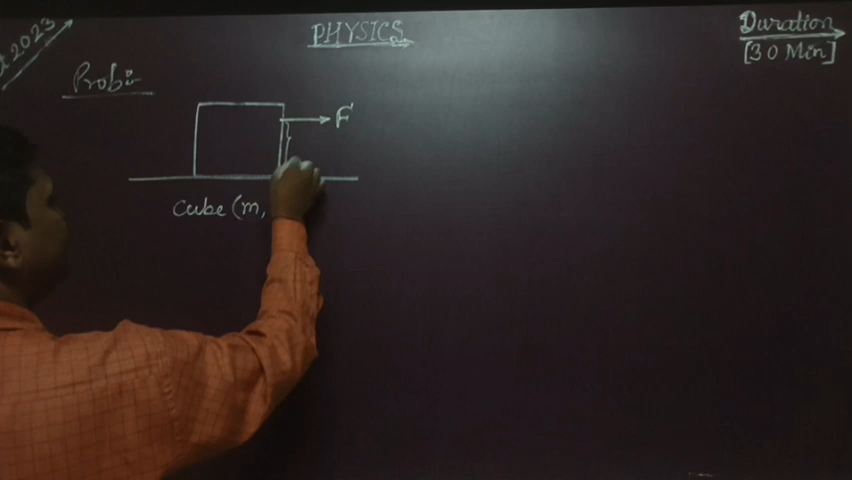 2023
PHYSICS
Duration
[30 Min]
Prob:-
F
Cube (m,